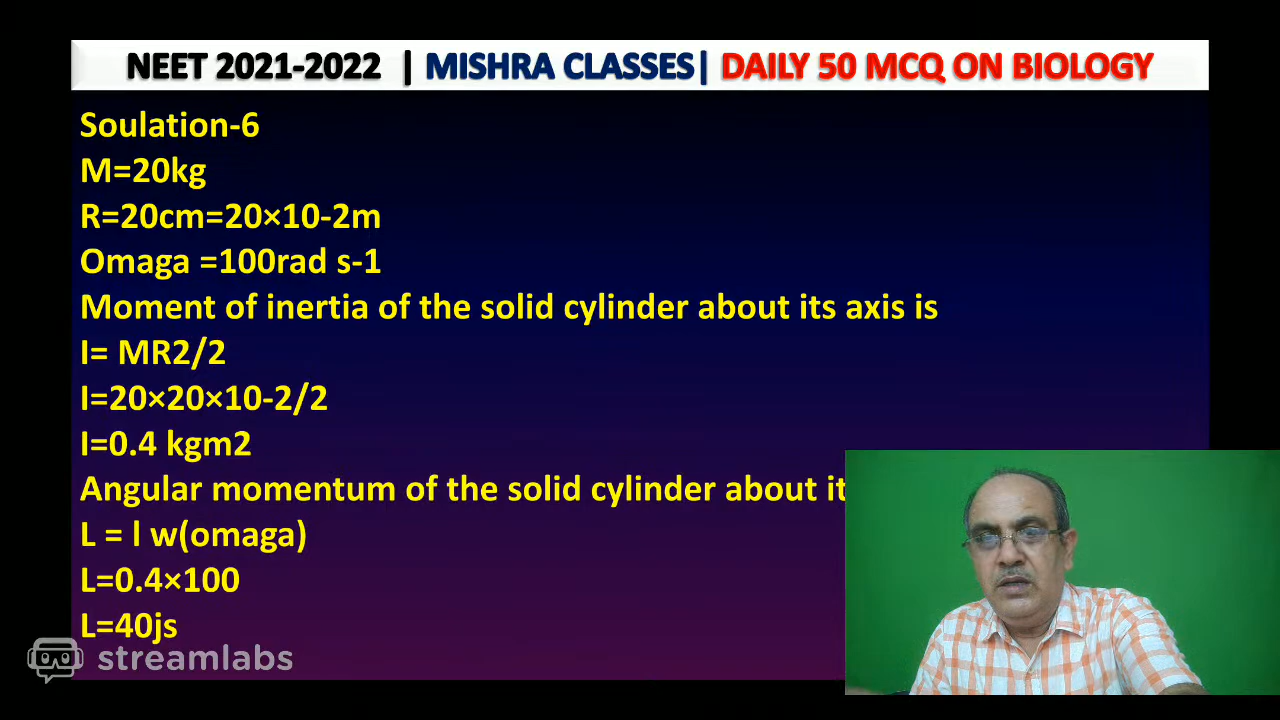 NEET 2021-2022 | MISHRA CLASSES| DAILY 50 MCQ ON BIOLOGY
Soulation-6
M=20kg
R=20cm=20×10-2m
Omaga =100rad s-1
Moment of inertia of the solid cylinder about its axis is
I= MR2/2
I=20×20×10-2/2
I=0.4 kgm2
Angular momentum of the solid cylinder about it
L = l w(omaga)
L=0.4×100
L=40js
streamlabs